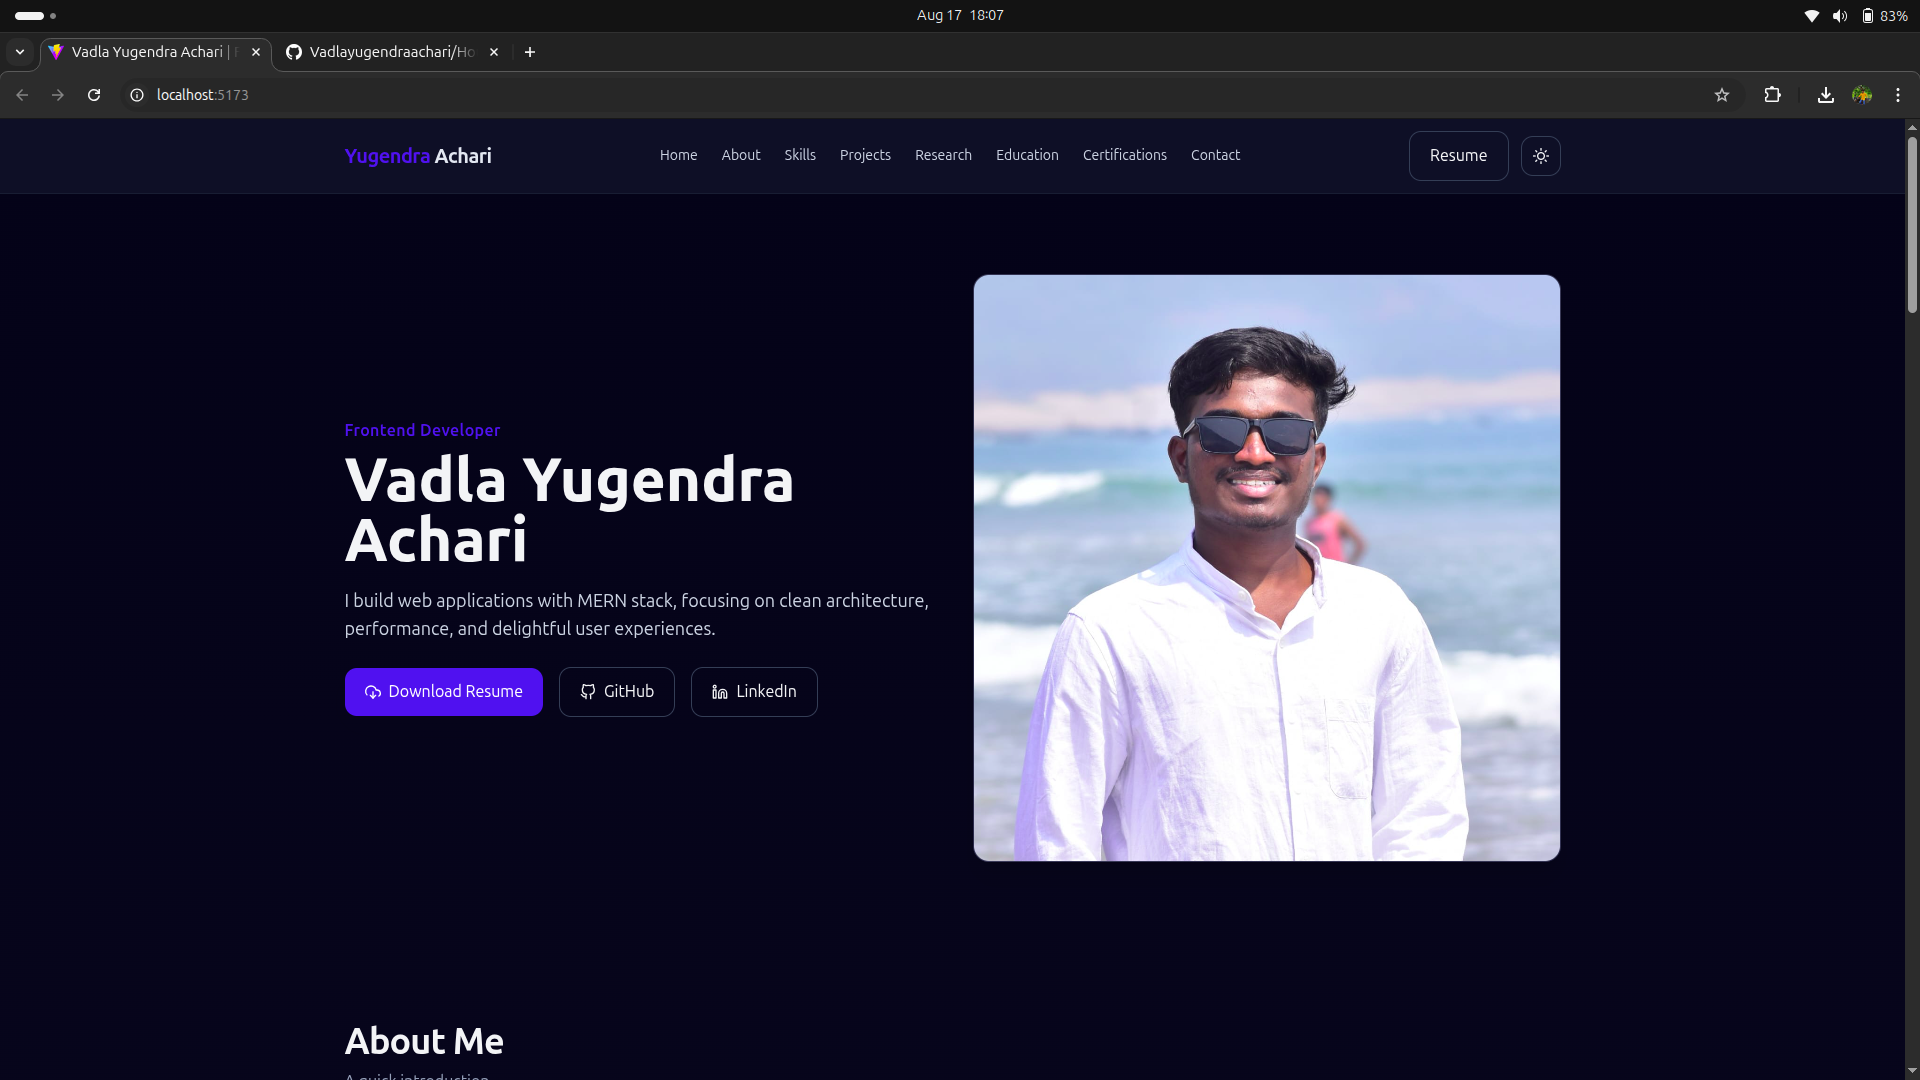 Aug 17 18:07
83%
Vadla Yugendra Achari |
Vadlayugendraachari/Ho
localhost:5173
Yugendra Achari
Home About Skills Projects Research Education Certifications Contact
Resume
Frontend Developer
Vadla Yugendra
Achari
I build web applications with MERN stack, focusing on clean architecture,
performance, and delightful user experiences.
Download Resume GitHub LinkedIn
About Me
A quick introduction